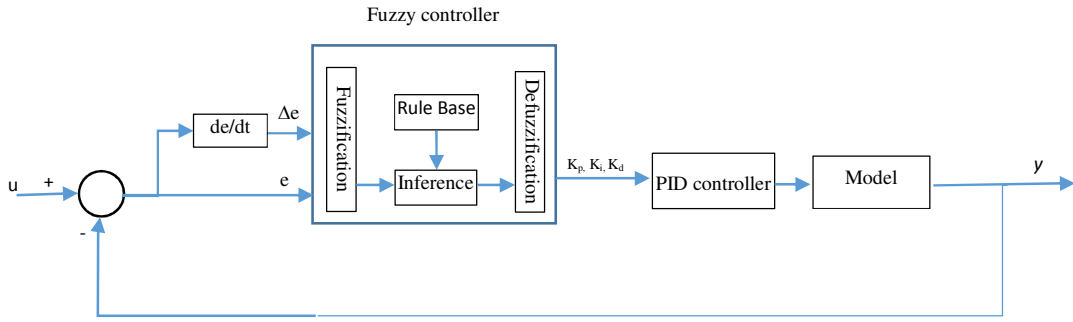 Fuzzy controller
Fuzzification
Rule Base
Inference
Defuzzification
de/dt
Δe
e
u
+
-
Kp, Ki, Kd
PID controller
Model
y